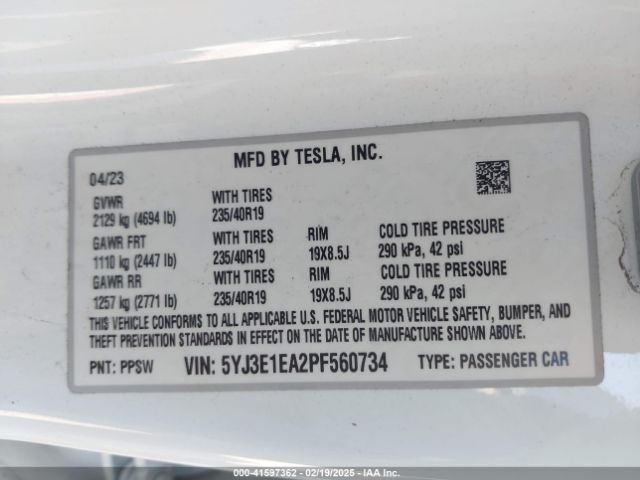 MFD BY TESLA, INC.
04/23
GVWR WITH TIRES
2129 kg (4694 lb) 235/40R19
GAWR FRT WITH TIRES RIM COLD TIRE PRESSURE
1110 kg (2447 lb) 235/40R19 19X8.5J 290 kPa, 42 psi
GAWR RR WITH TIRES RIM COLD TIRE PRESSURE
1257 kg (2771 lb) 235/40R19 19X8.5J 290 kPa, 42 psi
THIS VEHICLE CONFORMS TO ALL APPLICABLE U.S. FEDERAL MOTOR VEHICLE SAFETY, BUMPER, AND
THEFT PREVENTION STANDARDS IN EFFECT ON THE DATE OF MANUFACTURE SHOWN ABOVE.
PNT: PPSW VIN: 5YJ3E1EA2PF560734 TYPE: PASSENGER CAR
000-41597362 - 02/19/2025 - IAA Inc.